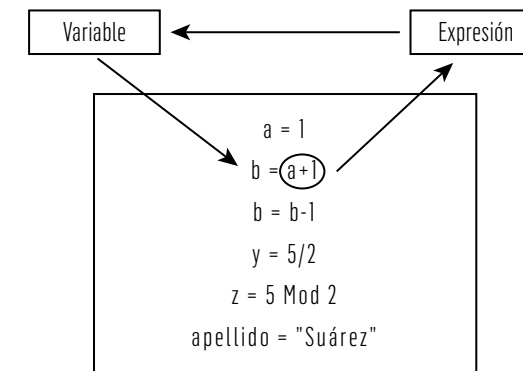 Variable
Expresión
a = 1
b = a+1
b = b-1
y = 5/2
z = 5 Mod 2
apellido = "Suárez"